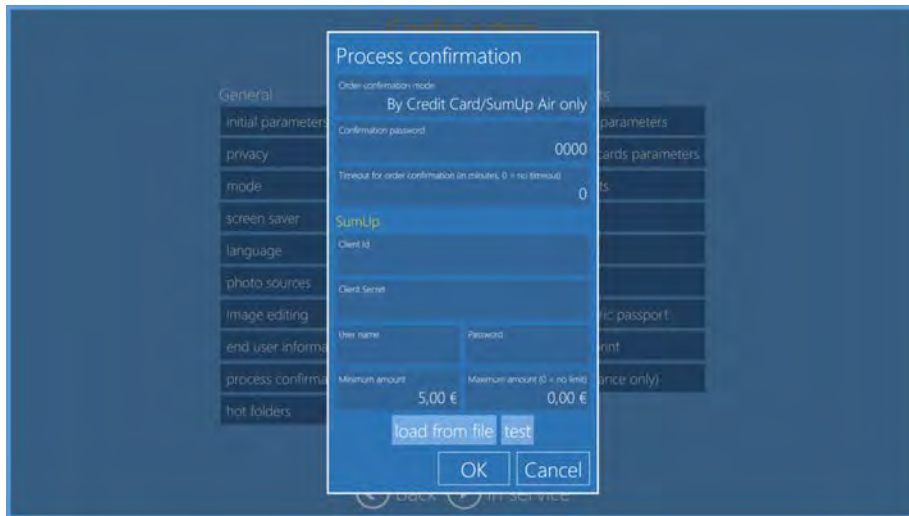 Configuration
Process confirmation
Order confirmation mode
By Credit Card/SumUp Air only
Confirmation password
0000
Timeout for order confirmation (in minutes, 0 = no timeout)
0
SumUp
Client Id
Client Secret
User name
Password
Minimum amount
5,00 €
Maximum amount (0 = no limit)
0,00 €
load from file
test
OK
Cancel
General
initial parameters
privacy
mode
screen saver
language
photo sources
image editing
end user informa
process confirma
hot folders
ts
parameters
cards parameters
ts
ric passport
rint
ance only)
Back
in service